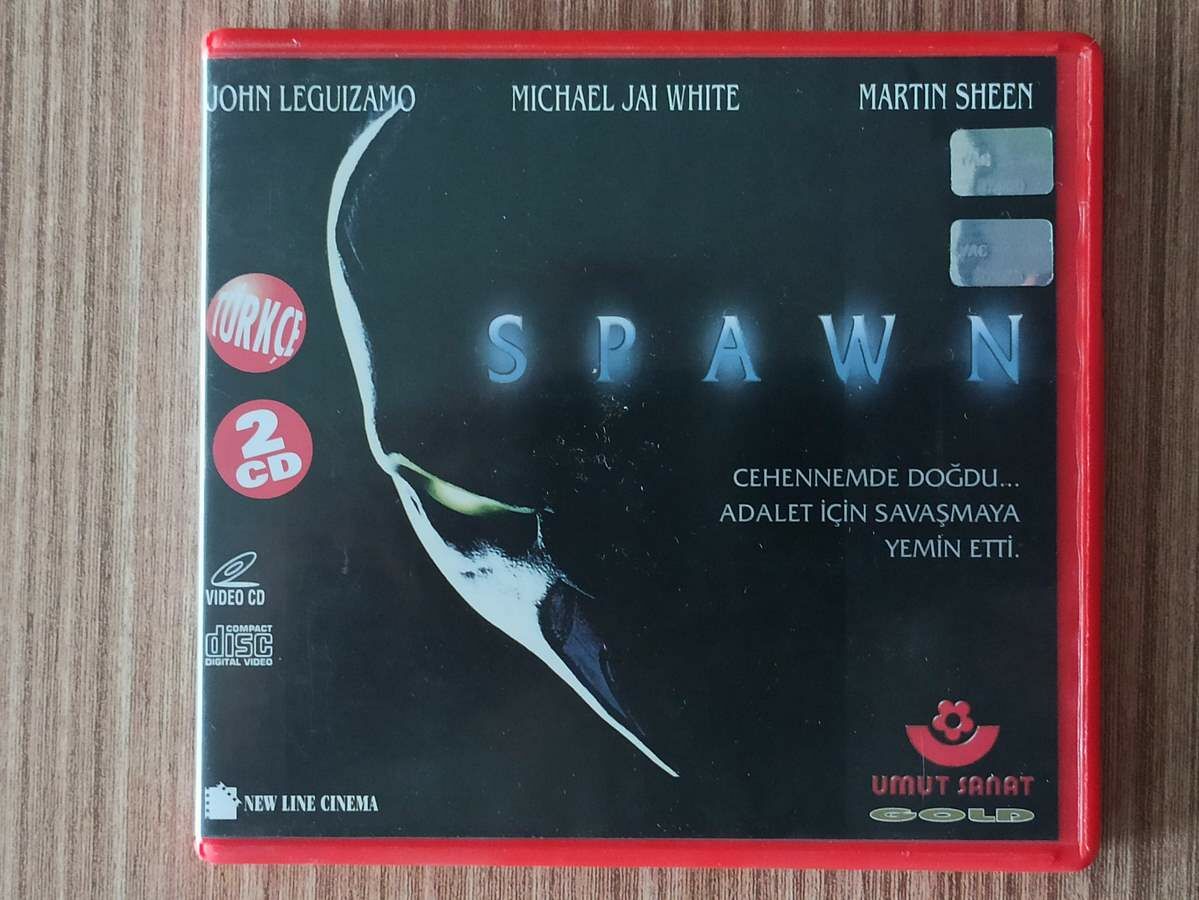 JOHN LEGUIZAMO MICHAEL JAI WHITE MARTIN SHEEN
TÜRKÇE
SPAWN
2 CD
CEHENNEMDE DOĞDU...
ADALET İÇİN SAVAŞMAYA
YEMİN ETTİ.
VIDEO CD
COMPACT
disc
DIGITAL VIDEO
NEW LINE CINEMA
UMUT SANAT
GOLD